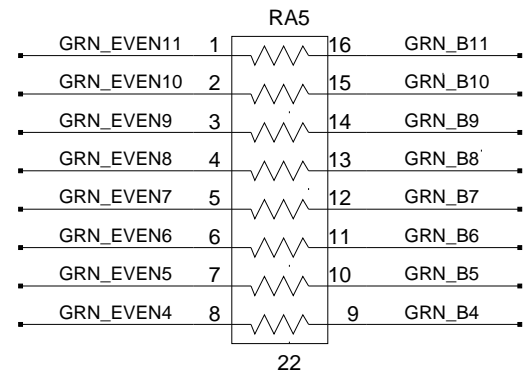 RA5
GRN_EVEN11 1 16 GRN_B11
GRN_EVEN10 2 15 GRN_B10
GRN_EVEN9 3 14 GRN_B9
GRN_EVEN8 4 13 GRN_B8
GRN_EVEN7 5 12 GRN_B7
GRN_EVEN6 6 11 GRN_B6
GRN_EVEN5 7 10 GRN_B5
GRN_EVEN4 8 9 GRN_B4
22